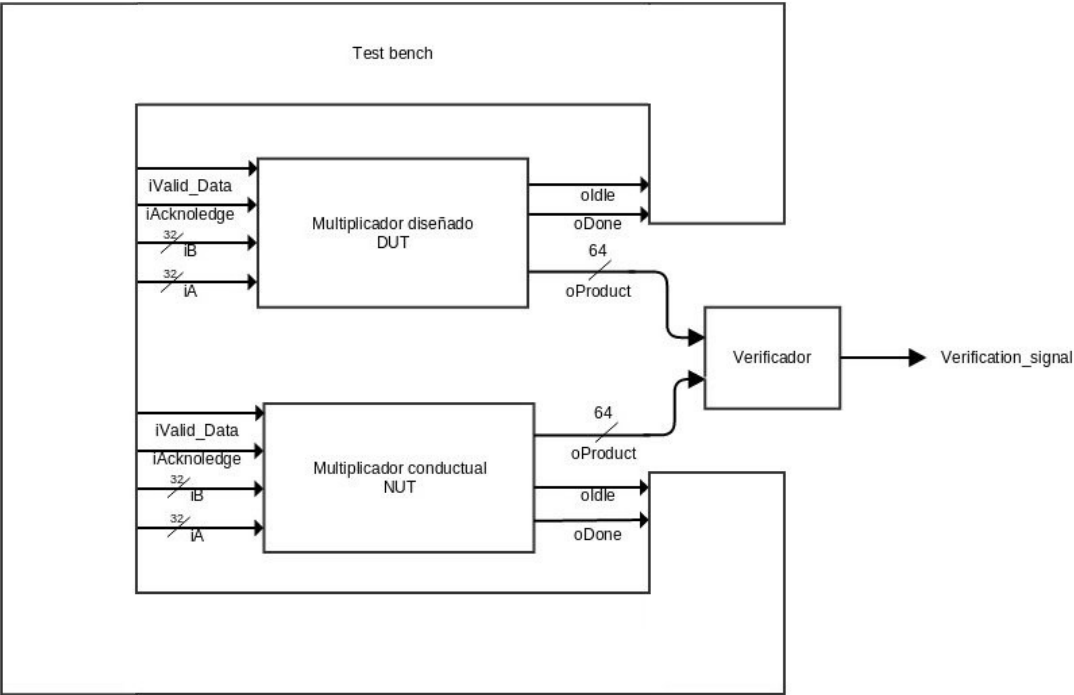 Test bench
iValid_Data
iAcknoledge
32
iB
32
iA
Multiplicador diseñado
DUT
oIdle
oDone
64
oProduct
Verificador
Verification_signal
iValid_Data
iAcknoledge
32
iB
32
iA
Multiplicador conductual
NUT
64
oProduct
oIdle
oDone